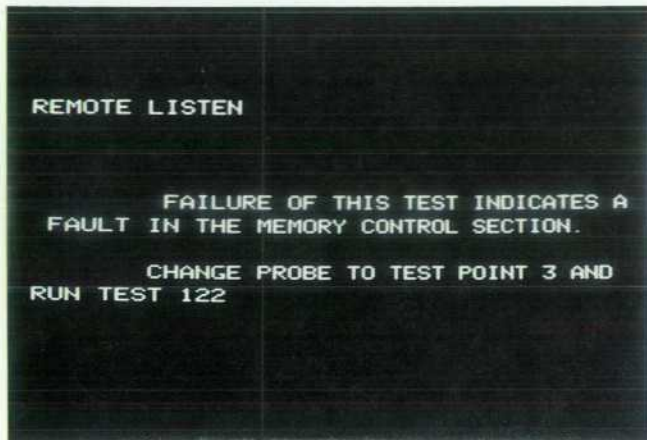 REMOTE LISTEN
FAILURE OF THIS TEST INDICATES A
FAULT IN THE MEMORY CONTROL SECTION.
CHANGE PROBE TO TEST POINT 3 AND
RUN TEST 122